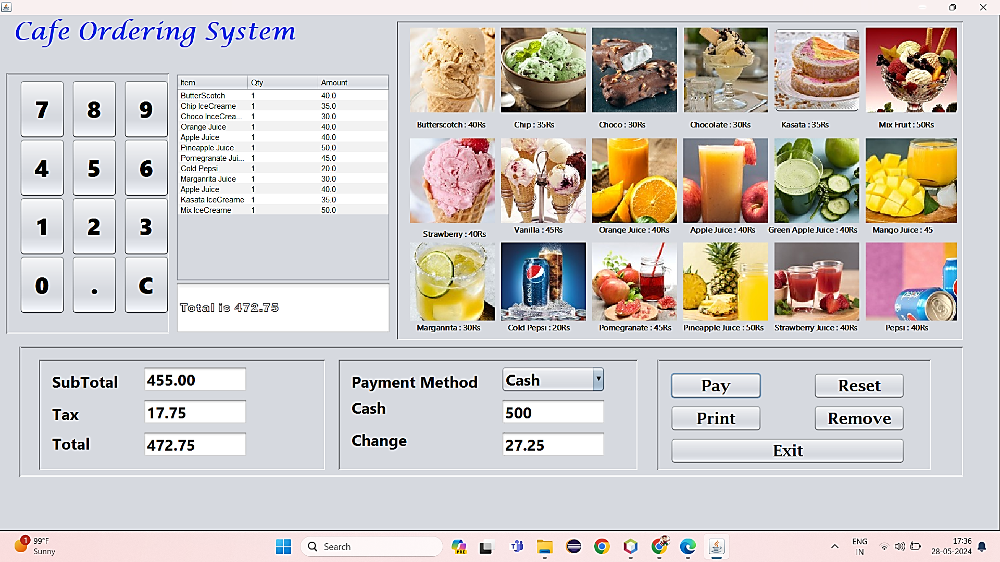 Cafe Ordering System
7 8 9
4 5 6
1 2 3
0 . C
Item Qty Amount
ButterScotch 1 40.0
Chip IceCreame 1 35.0
Choco InceCrea... 1 30.0
Orange Juice 1 40.0
Apple Juice 1 40.0
Pineapple Juice 1 50.0
Pomegranate Jui... 1 45.0
Cold Pepsi 1 20.0
Marganrita Juice 1 30.0
Apple Juice 1 40.0
Kasata IceCreame 1 35.0
Mix IceCreame 1 50.0
Total is 472.75
Butterscotch : 40Rs Chip : 35Rs Choco : 30Rs Chocolate : 30Rs Kasata : 35Rs Mix Fruit : 50Rs
Strawberry : 40Rs Vanilla : 45Rs Orange Juice : 40Rs Apple Juice : 40Rs Green Apple Juice : 40Rs Mango Juice : 45
pepsi
pepsi
Marganrita : 30Rs Cold Pepsi : 20Rs Pomegranate : 45Rs Pineapple Juice : 50Rs Strawberry Juice : 40Rs Pepsi : 40Rs
SubTotal 455.00
Tax 17.75
Total 472.75
Payment Method Cash
Cash 500
Change 27.25
Pay Reset
Print Remove
Exit
1
99°F
Sunny
Search
PRE
ENG
IN
17:36
28-05-2024